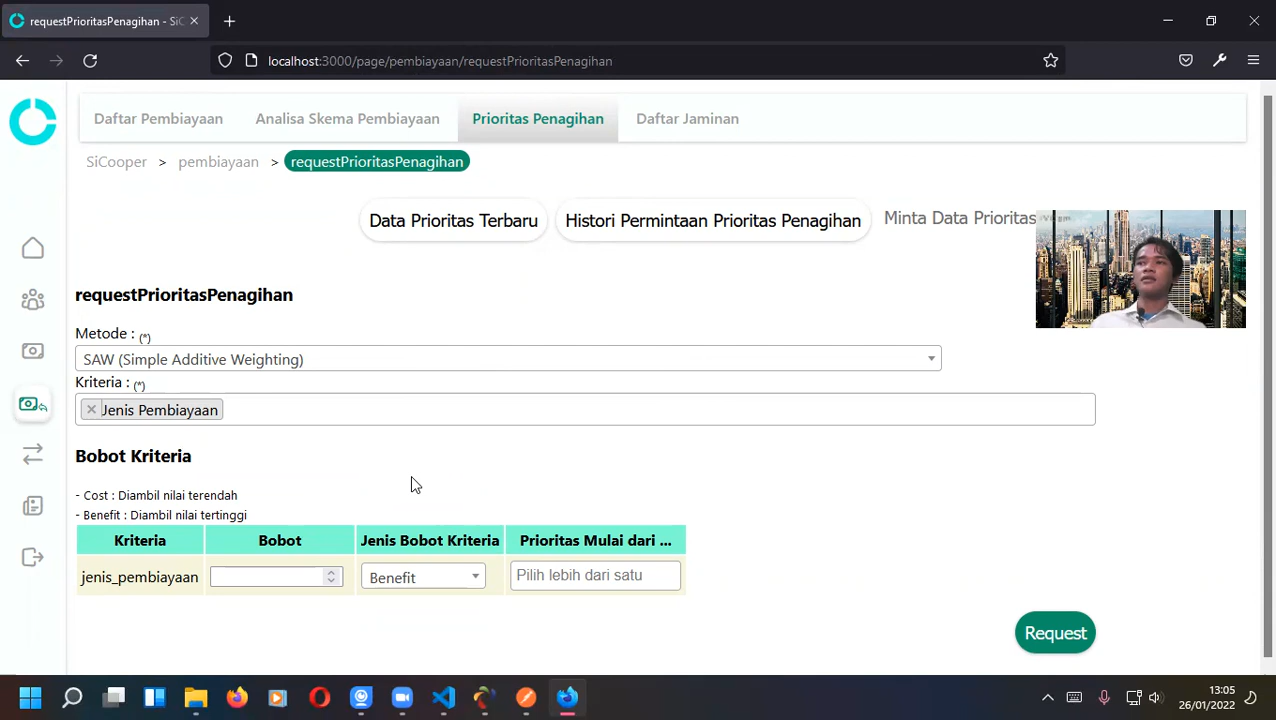 requestPrioritasPenagihan - SiC
localhost:3000/page/pembiayaan/requestPrioritasPenagihan
Daftar Pembiayaan
Analisa Skema Pembiayaan
Prioritas Penagihan
Daftar Jaminan
SiCooper > pembiayaan > requestPrioritasPenagihan
Data Prioritas Terbaru
Histori Permintaan Prioritas Penagihan
Minta Data Prioritas
requestPrioritasPenagihan
Metode : (*)
SAW (Simple Additive Weighting)
Kriteria : (*)
× Jenis Pembiayaan
Bobot Kriteria
- Cost : Diambil nilai terendah
- Benefit : Diambil nilai tertinggi
Kriteria Bobot Jenis Bobot Kriteria Prioritas Mulai dari ...
jenis_pembiayaan Benefit Pilih lebih dari satu
Request
13:05
26/01/2022